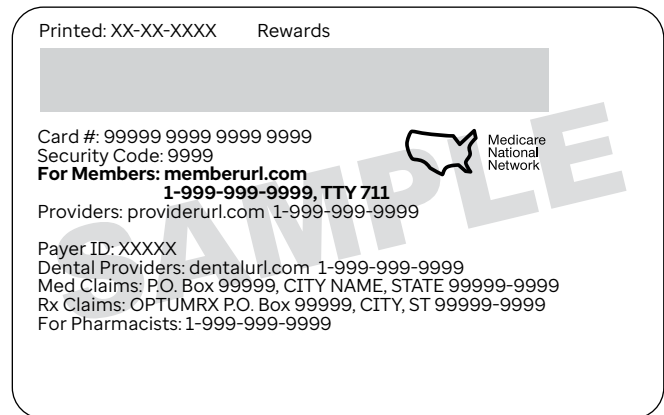 Printed: XX-XX-XXXX Rewards
Card #: 99999 9999 9999 9999
Security Code: 9999
Medicare
National
Network
For Members: memberurl.com
1-999-999-9999, TTY 711
Providers: providerurl.com 1-999-999-9999
Payer ID: XXXXX
Dental Providers: dentalurl.com 1-999-999-9999
Med Claims: P.O. Box 99999, CITY NAME, STATE 99999-9999
Rx Claims: OPTUMRX P.O. Box 99999, CITY, ST 99999-9999
For Pharmacists: 1-999-999-9999
SAMPLE